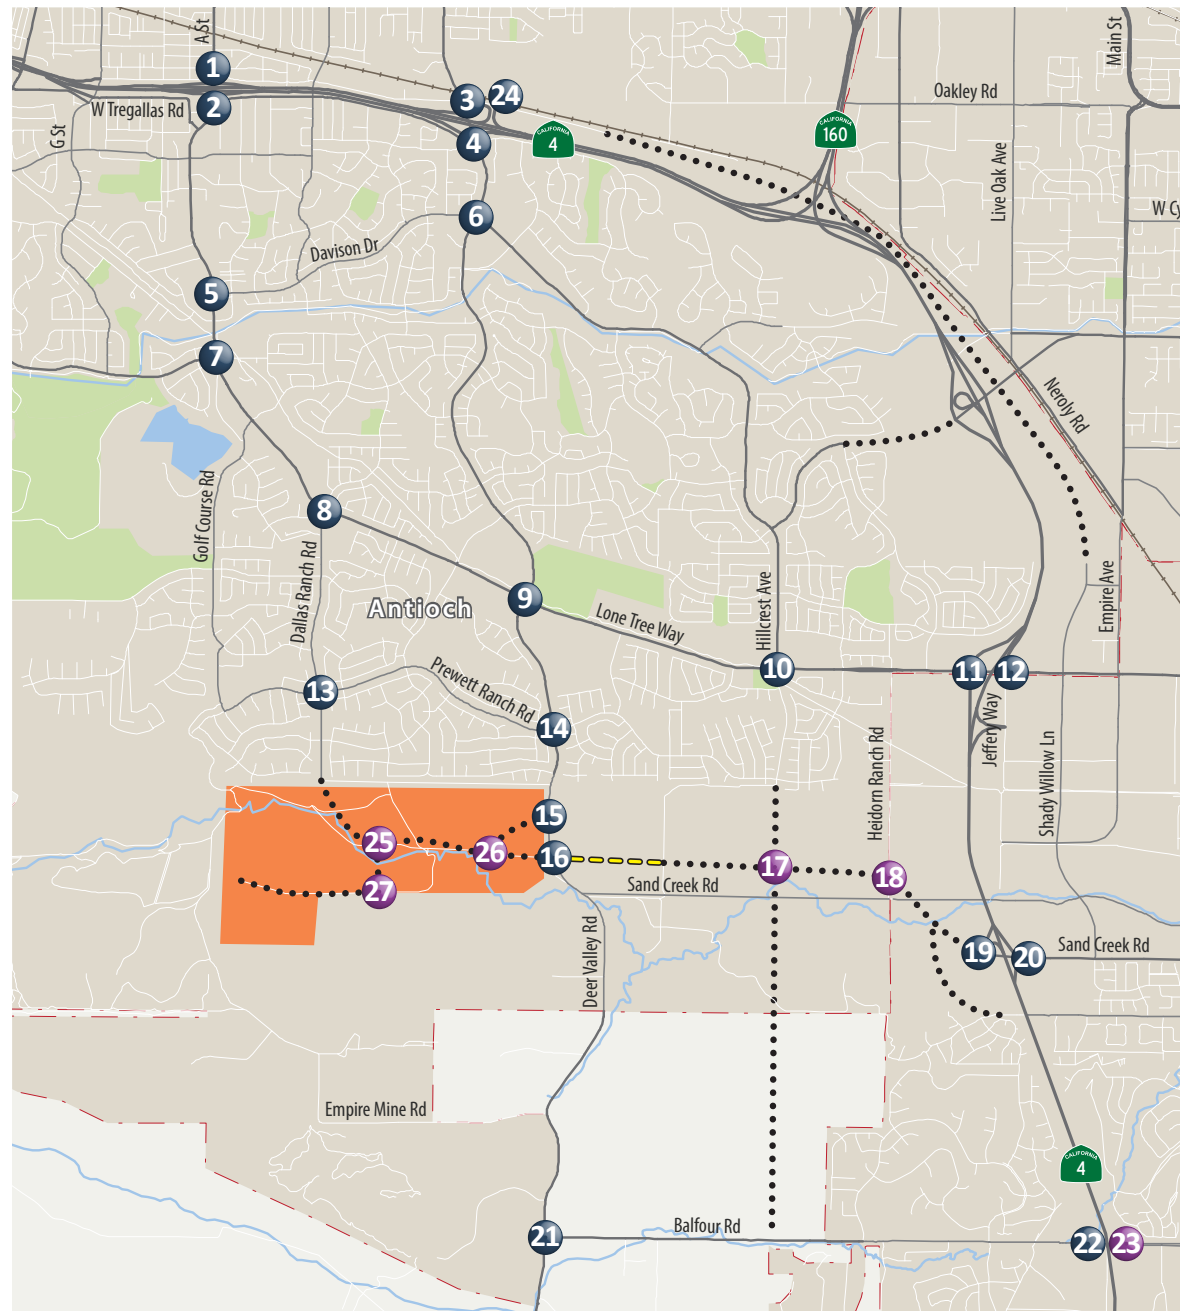 A St
Main St
1
3
24
Oakley Rd
W Tregallas Rd
2
CALIFORNIA
4
CALIFORNIA
160
G St
4
Live Oak Ave
W Cy
6
Davison Dr
5
7
Neroly Rd
Golf Course Rd
8
Dallas Ranch Rd
Antioch
9
Lone Tree Way
Hillcrest Ave
Empire Ave
10
11
12
Prewett Ranch Rd
13
14
Jeffery Way
Heidorn Ranch Rd
Shady Willow Ln
15
25
26
16
17
18
27
Sand Creek Rd
Deer Valley Rd
19
20
Sand Creek Rd
Empire Mine Rd
CALIFORNIA
4
21
Balfour Rd
22
23